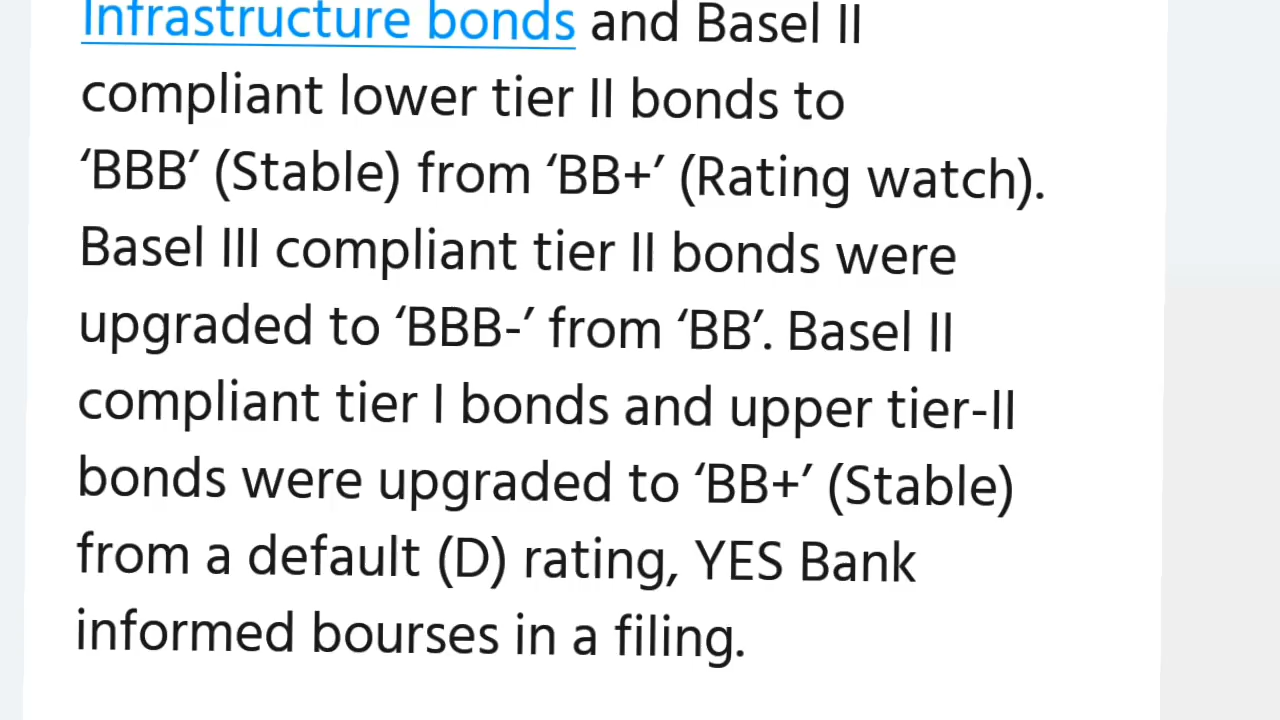 Infrastructure bonds and Basel II
compliant lower tier II bonds to
‘BBB’ (Stable) from ‘BB+’ (Rating watch).
Basel III compliant tier II bonds were
upgraded to ‘BBB-’ from ‘BB’. Basel II
compliant tier I bonds and upper tier-II
bonds were upgraded to ‘BB+’ (Stable)
from a default (D) rating, YES Bank
informed bourses in a filing.